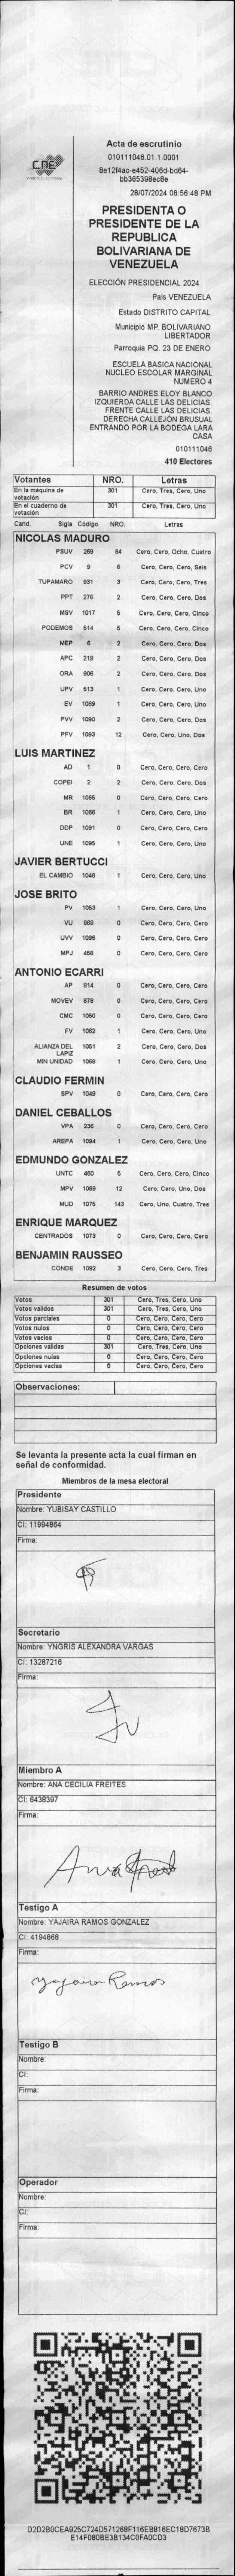 CNE
Acta de escrutinio
010111046.01.1.0001
8e12f4ac-e452-406d-bd64-
bb365398ec8e
28/07/2024 08:56:48 PM
PRESIDENTA O
PRESIDENTE DE LA
REPUBLICA
BOLIVARIANA DE
VENEZUELA
ELECCIÓN PRESIDENCIAL 2024
País VENEZUELA
Estado DISTRITO CAPITAL
Municipio MP. BOLIVARIANO
LIBERTADOR
Parroquia PQ. 23 DE ENERO
ESCUELA BASICA NACIONAL
NUCLEO ESCOLAR MARGINAL
NUMERO 4
BARRIO ANDRES ELOY BLANCO
IZQUIERDA CALLE LAS DELICIAS.
FRENTE CALLE LAS DELICIAS.
DERECHA CALLEJÓN BRUSUAL
ENTRANDO POR LA BODEGA LARA
CASA
010111046
410 Electores
Votantes NRO. Letras
En la máquina de votación 301 Cero, Tres, Cero, Uno
En el cuaderno de votación 301 Cero, Tres, Cero, Uno
Cand. Sigla Código NRO. Letras
NICOLAS MADURO
PSUV 269 84 Cero, Cero, Ocho, Cuatro
PCV 9 6 Cero, Cero, Cero, Seis
TUPAMARO 931 3 Cero, Cero, Cero, Tres
PPT 276 2 Cero, Cero, Cero, Dos
MSV 1017 5 Cero, Cero, Cero, Cinco
PODEMOS 514 5 Cero, Cero, Cero, Cinco
MEP 6 2 Cero, Cero, Cero, Dos
APC 219 2 Cero, Cero, Cero, Dos
ORA 906 2 Cero, Cero, Cero, Dos
UPV 513 1 Cero, Cero, Cero, Uno
EV 1089 1 Cero, Cero, Cero, Uno
PVV 1090 2 Cero, Cero, Cero, Dos
PFV 1093 12 Cero, Cero, Uno, Dos
LUIS MARTINEZ
AD 1 0 Cero, Cero, Cero, Cero
COPEI 2 2 Cero, Cero, Cero, Dos
MR 1065 0 Cero, Cero, Cero, Cero
BR 1066 1 Cero, Cero, Cero, Uno
DDP 1091 0 Cero, Cero, Cero, Cero
UNE 1095 1 Cero, Cero, Cero, Uno
JAVIER BERTUCCI
EL CAMBIO 1048 1 Cero, Cero, Cero, Uno
JOSE BRITO
PV 1053 1 Cero, Cero, Cero, Uno
VU 868 0 Cero, Cero, Cero, Cero
UVV 1096 0 Cero, Cero, Cero, Cero
MPJ 458 0 Cero, Cero, Cero, Cero
ANTONIO ECARRI
AP 814 0 Cero, Cero, Cero, Cero
MOVEV 878 0 Cero, Cero, Cero, Cero
CMC 1050 0 Cero, Cero, Cero, Cero
FV 1062 1 Cero, Cero, Cero, Uno
ALIANZA DEL LAPIZ 1051 2 Cero, Cero, Cero, Dos
MIN UNIDAD 1068 1 Cero, Cero, Cero, Uno
CLAUDIO FERMIN
SPV 1049 0 Cero, Cero, Cero, Cero
DANIEL CEBALLOS
VPA 236 0 Cero, Cero, Cero, Cero
AREPA 1094 1 Cero, Cero, Cero, Uno
EDMUNDO GONZALEZ
UNTC 460 5 Cero, Cero, Cero, Cinco
MPV 1069 12 Cero, Cero, Uno, Dos
MUD 1075 143 Cero, Uno, Cuatro, Tres
ENRIQUE MARQUEZ
CENTRADOS 1073 0 Cero, Cero, Cero, Cero
BENJAMIN RAUSSEO
CONDE 1092 3 Cero, Cero, Cero, Tres
Resumen de votos
Votos 301 Cero, Tres, Cero, Uno
Votos validos 301 Cero, Tres, Cero, Uno
Votos parciales 0 Cero, Cero, Cero, Cero
Votos nulos 0 Cero, Cero, Cero, Cero
Votos vacios 0 Cero, Cero, Cero, Cero
Opciones validas 301 Cero, Tres, Cero, Uno
Opciones nulas 0 Cero, Cero, Cero, Cero
Opciones vacias 0 Cero, Cero, Cero, Cero
Observaciones:
Se levanta la presente acta la cual firman en
señal de conformidad.
Miembros de la mesa electoral
Presidente
Nombre: YUBISAY CASTILLO
CI: 11994864
Firma:
Secretario
Nombre: YNGRIS ALEXANDRA VARGAS
CI: 13287216
Firma:
Miembro A
Nombre: ANA CECILIA FREITES
CI: 6438397
Firma:
Testigo A
Nombre: YAJAIRA RAMOS GONZALEZ
CI: 4194868
Firma:
Yajaira Ramos
Testigo B
Nombre:
CI:
Firma:
Operador
Nombre:
CI:
Firma:
D2D2B0CEA925C724D571268F116EB816EC18D7673B
E14F080BE3B134C0FA0CD3